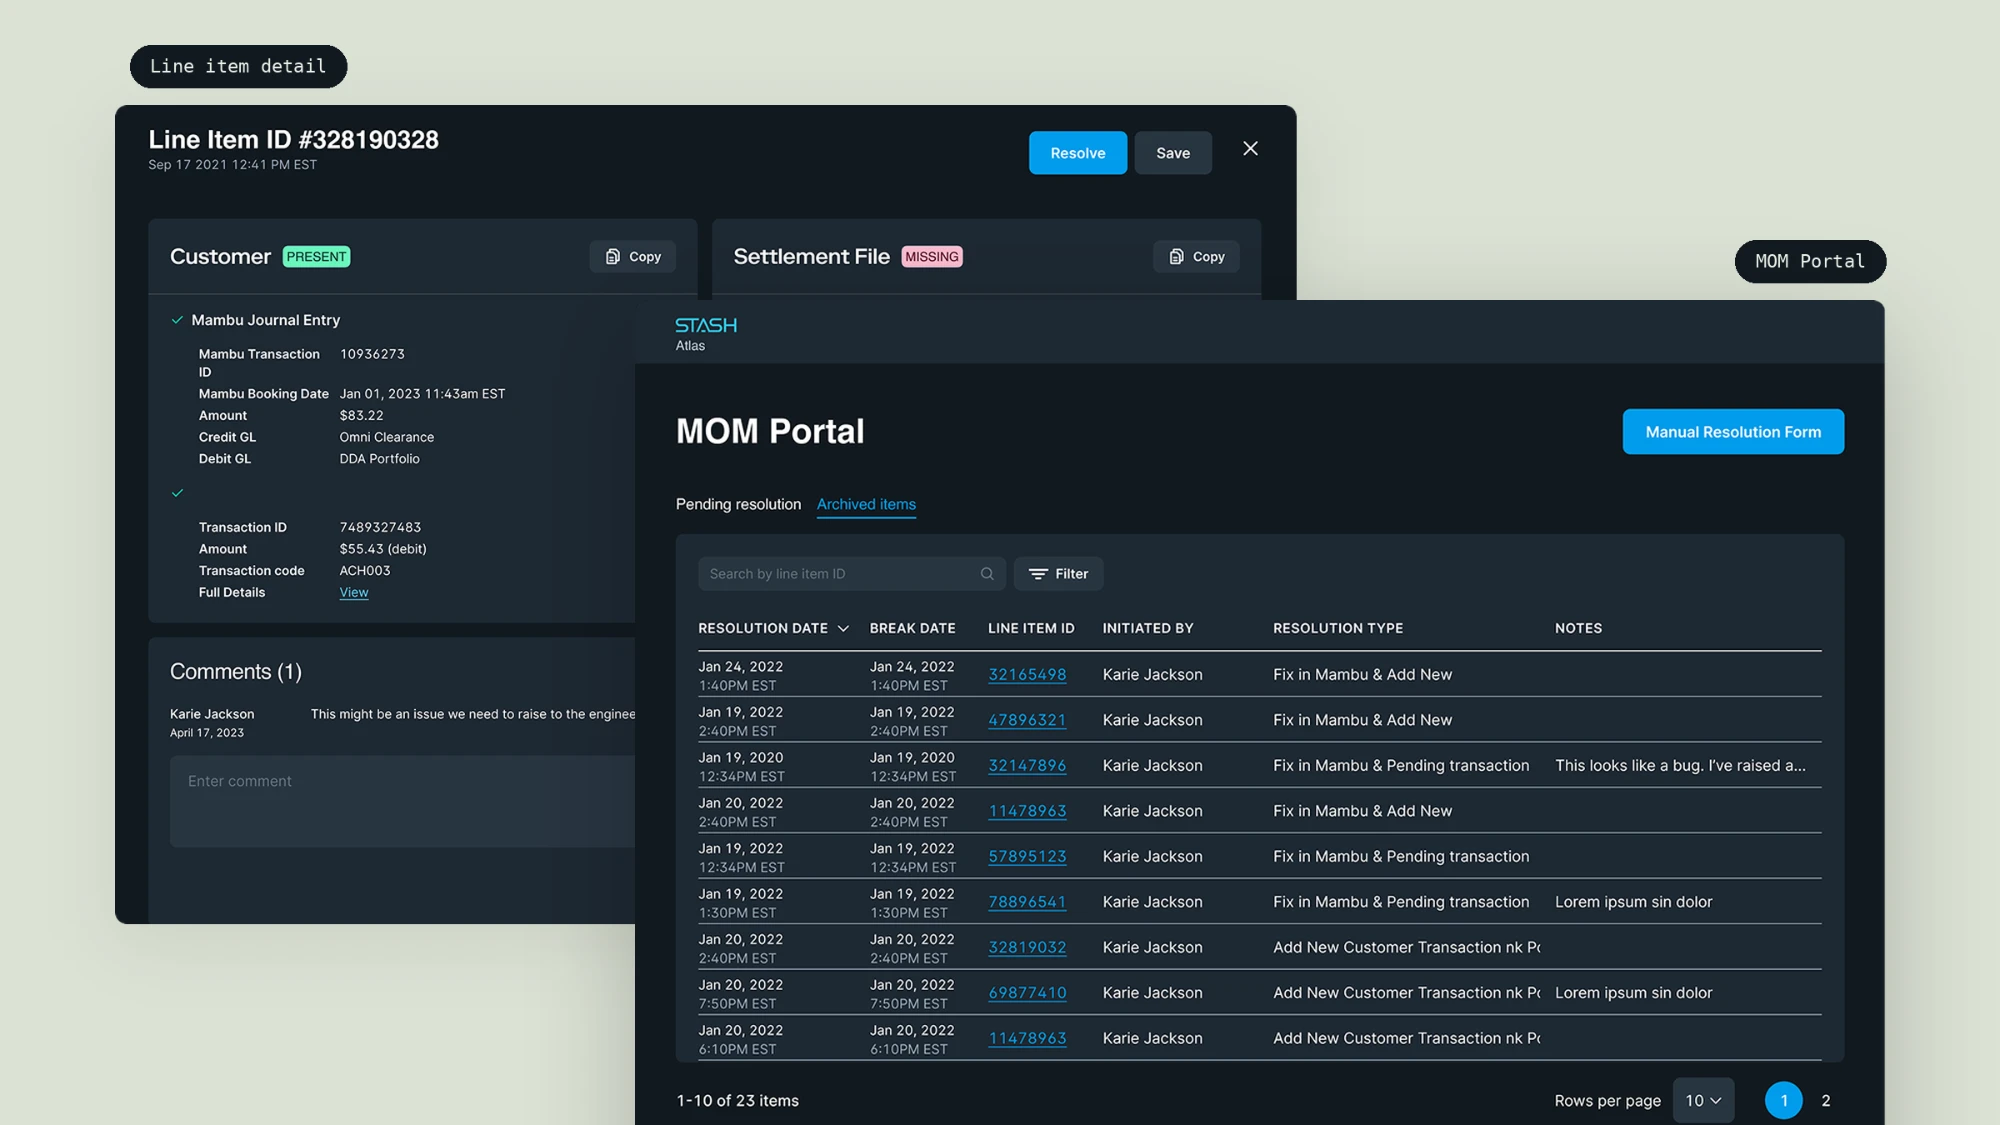 Line item detail
Line Item ID #328190328
Sep 17 2021 12:41 PM EST
Resolve
Save
Customer
PRESENT
Copy
Settlement File
MISSING
Copy
Mambu Journal Entry
Mambu Transaction ID 10936273
Mambu Booking Date Jan 01, 2023 11:43am EST
Amount $83.22
Credit GL Omni Clearance
Debit GL DDA Portfolio
Transaction ID 7489327483
Amount $55.43 (debit)
Transaction code ACH003
Full Details View
Comments (1)
Karie Jackson This might be an issue we need to raise to the enginee
April 17, 2023
Enter comment
MOM Portal
STASH
Atlas
MOM Portal
Manual Resolution Form
Pending resolution Archived items
Search by line item ID
Filter
RESOLUTION DATE BREAK DATE LINE ITEM ID INITIATED BY RESOLUTION TYPE NOTES
Jan 24, 2022 Jan 24, 2022 32165498 Karie Jackson Fix in Mambu & Add New
1:40PM EST 1:40PM EST
Jan 19, 2022 Jan 19, 2022 47896321 Karie Jackson Fix in Mambu & Add New
2:40PM EST 2:40PM EST
Jan 19, 2020 Jan 19, 2020 32147896 Karie Jackson Fix in Mambu & Pending transaction This looks like a bug. I've raised a...
12:34PM EST 12:34PM EST
Jan 20, 2022 Jan 20, 2022 11478963 Karie Jackson Fix in Mambu & Add New
2:40PM EST 2:40PM EST
Jan 19, 2022 Jan 19, 2022 57895123 Karie Jackson Fix in Mambu & Pending transaction
12:34PM EST 12:34PM EST
Jan 19, 2022 Jan 19, 2022 78896541 Karie Jackson Fix in Mambu & Pending transaction Lorem ipsum sin dolor
1:30PM EST 1:30PM EST
Jan 20, 2022 Jan 20, 2022 32819032 Karie Jackson Add New Customer Transaction nk Po
2:40PM EST 2:40PM EST
Jan 20, 2022 Jan 20, 2022 69877410 Karie Jackson Add New Customer Transaction nk Po Lorem ipsum sin dolor
7:50PM EST 7:50PM EST
Jan 20, 2022 Jan 20, 2022 11478963 Karie Jackson Add New Customer Transaction nk Po
6:10PM EST 6:10PM EST
1-10 of 23 items
Rows per page 10 1 2